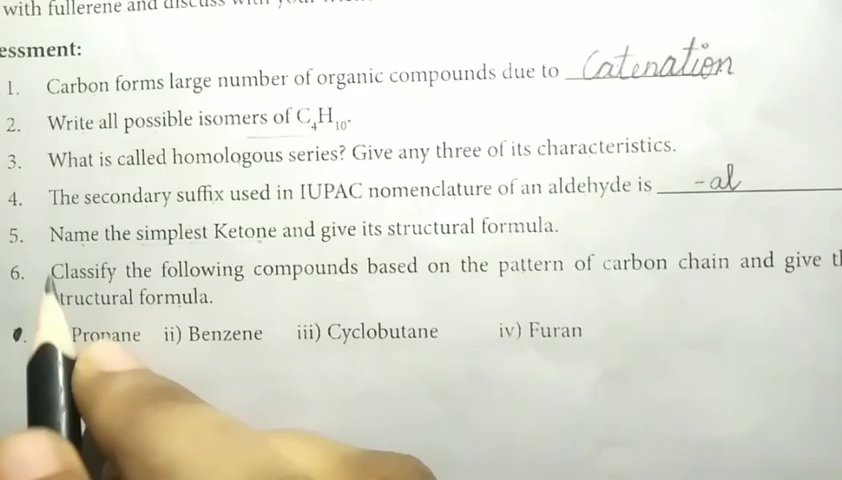 with fullerene and discuss with your
essment:
1. Carbon forms large number of organic compounds due to Catenation
2. Write all possible isomers of C₄H₁₀.
3. What is called homologous series? Give any three of its characteristics.
4. The secondary suffix used in IUPAC nomenclature of an aldehyde is -al
5. Name the simplest Ketone and give its structural formula.
6. Classify the following compounds based on the pattern of carbon chain and give t
structural formula.
Propane ii) Benzene iii) Cyclobutane iv) Furan